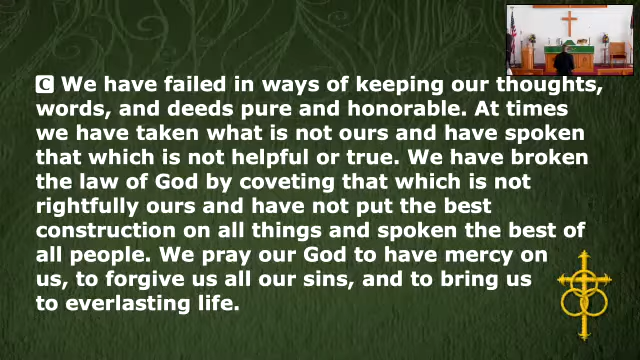 C We have failed in ways of keeping our thoughts,
words, and deeds pure and honorable. At times
we have taken what is not ours and have spoken
that which is not helpful or true. We have broken
the law of God by coveting that which is not
rightfully ours and have not put the best
construction on all things and spoken the best of
all people. We pray our God to have mercy on
us, to forgive us all our sins, and to bring us
to everlasting life.